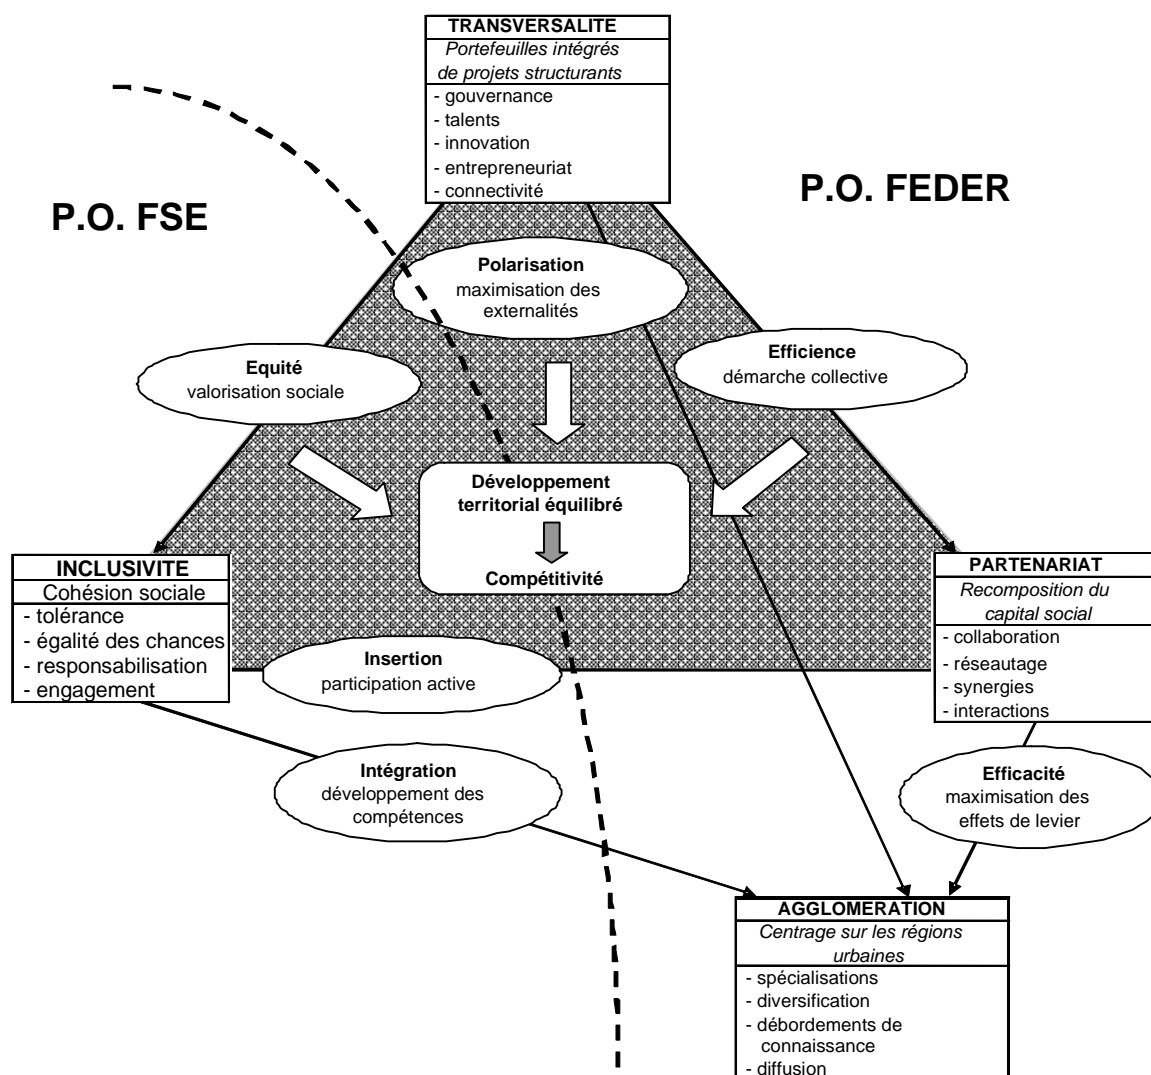 TRANSVERSALITE
Portefeuilles intégrés
de projets structurants
- gouvernance
- talents
- innovation
- entrepreneuriat
- connectivité
P.O. FSE
P.O. FEDER
Polarisation
maximisation des
externalités
Equité
valorisation sociale
Efficience
démarche collective
Développement
territorial équilibré
Compétitivité
INCLUSIVITE
Cohésion sociale
- tolérance
- égalité des chances
- responsabilisation
- engagement
PARTENARIAT
Recomposition du
capital social
- collaboration
- réseautage
- synergies
- interactions
Insertion
participation active
Intégration
développement des
compétences
Efficacité
maximisation des
effets de levier
AGGLOMERATION
Centrage sur les régions
urbaines
- spécialisations
- diversification
- débordements de
connaissance
- diffusion